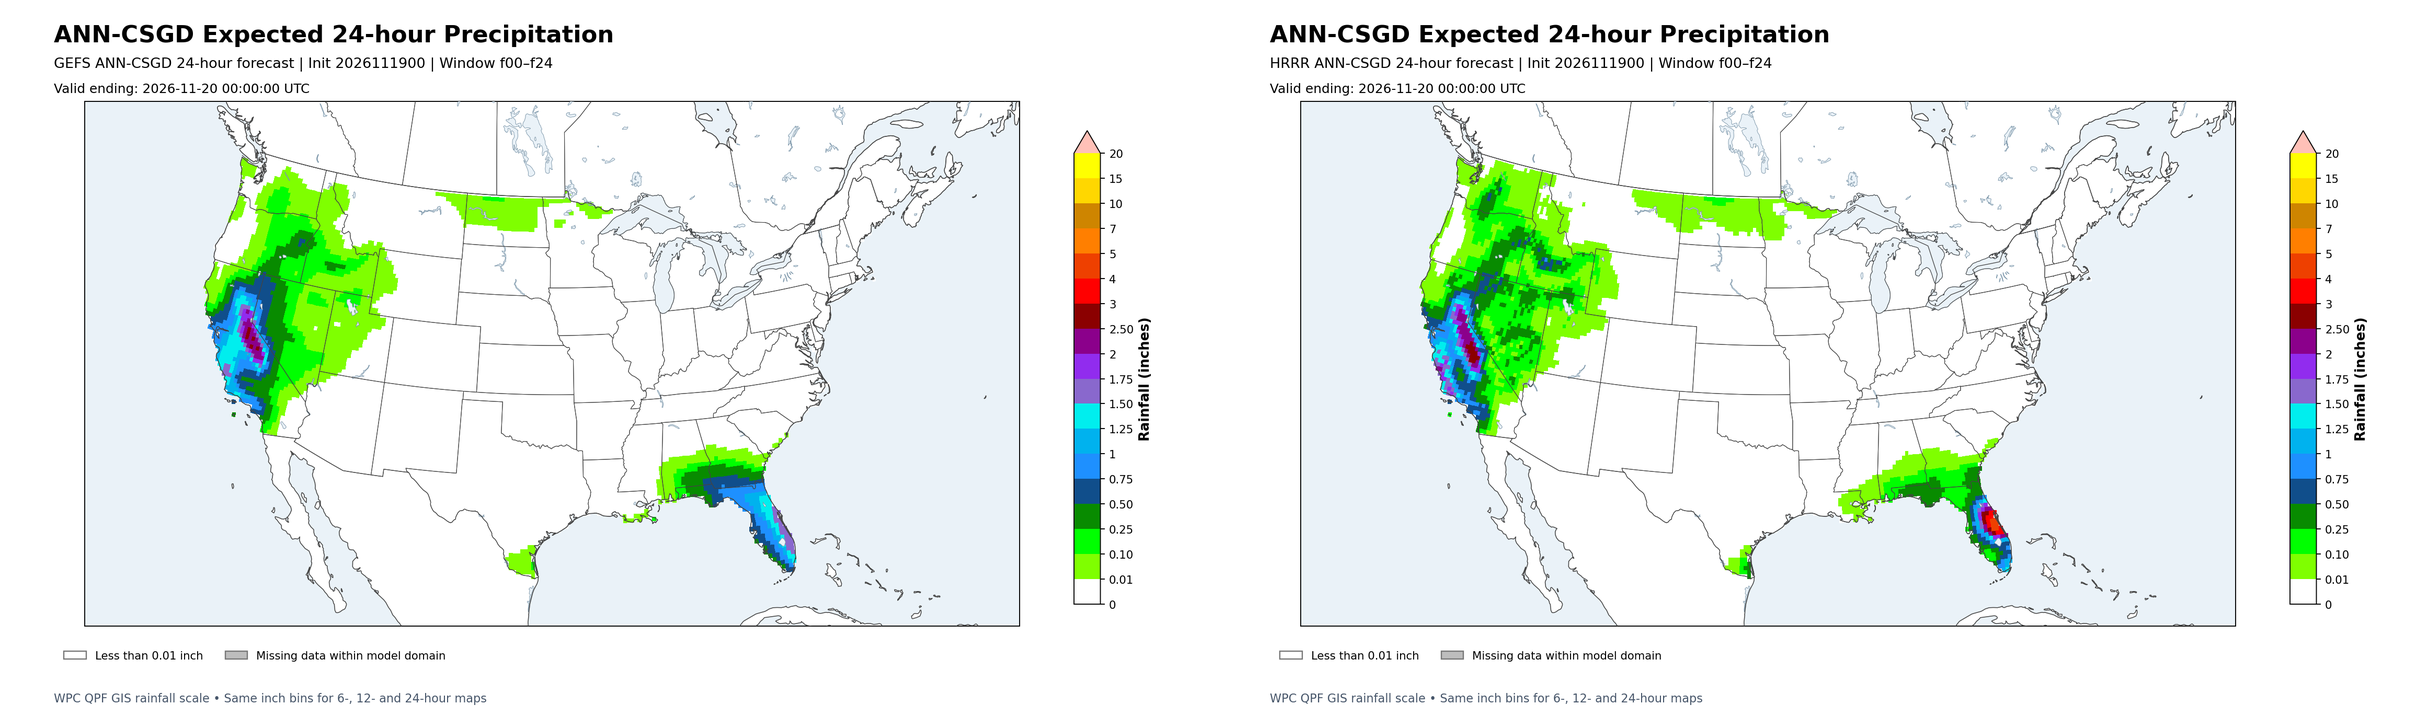 ANN-CSGD Expected 24-hour Precipitation
GEFS ANN-CSGD 24-hour forecast | Init 2026111900 | Window f00–f24
Valid ending: 2026-11-20 00:00:00 UTC
20
15
10
7
5
4
3
2.50
2
1.75
1.50
1.25
1
0.75
0.50
0.25
0.10
0.01
0
Rainfall (inches)
Less than 0.01 inch
Missing data within model domain
WPC QPF GIS rainfall scale • Same inch bins for 6-, 12- and 24-hour maps
ANN-CSGD Expected 24-hour Precipitation
HRRR ANN-CSGD 24-hour forecast | Init 2026111900 | Window f00–f24
Valid ending: 2026-11-20 00:00:00 UTC
20
15
10
7
5
4
3
2.50
2
1.75
1.50
1.25
1
0.75
0.50
0.25
0.10
0.01
0
Rainfall (inches)
Less than 0.01 inch
Missing data within model domain
WPC QPF GIS rainfall scale • Same inch bins for 6-, 12- and 24-hour maps